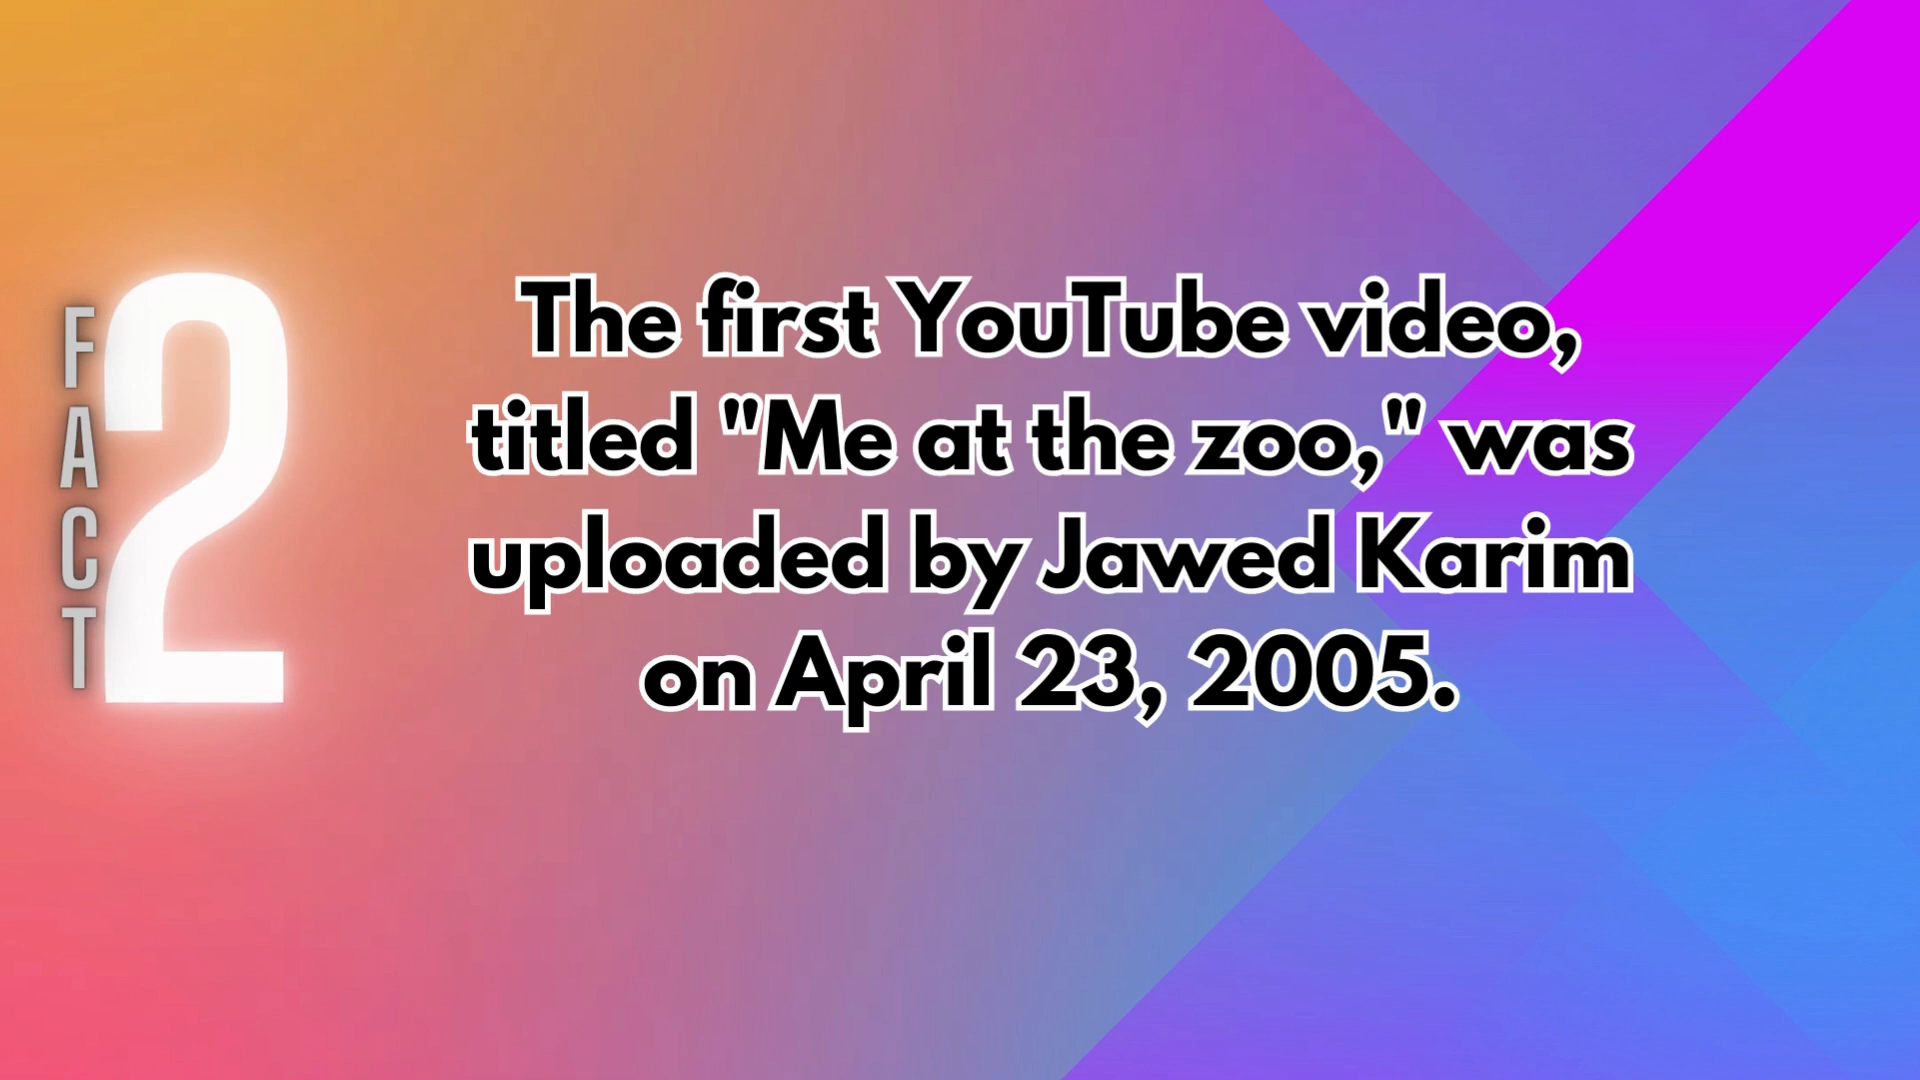 FACT
2
The first YouTube video,
titled "Me at the zoo," was
uploaded by Jawed Karim
on April 23, 2005.